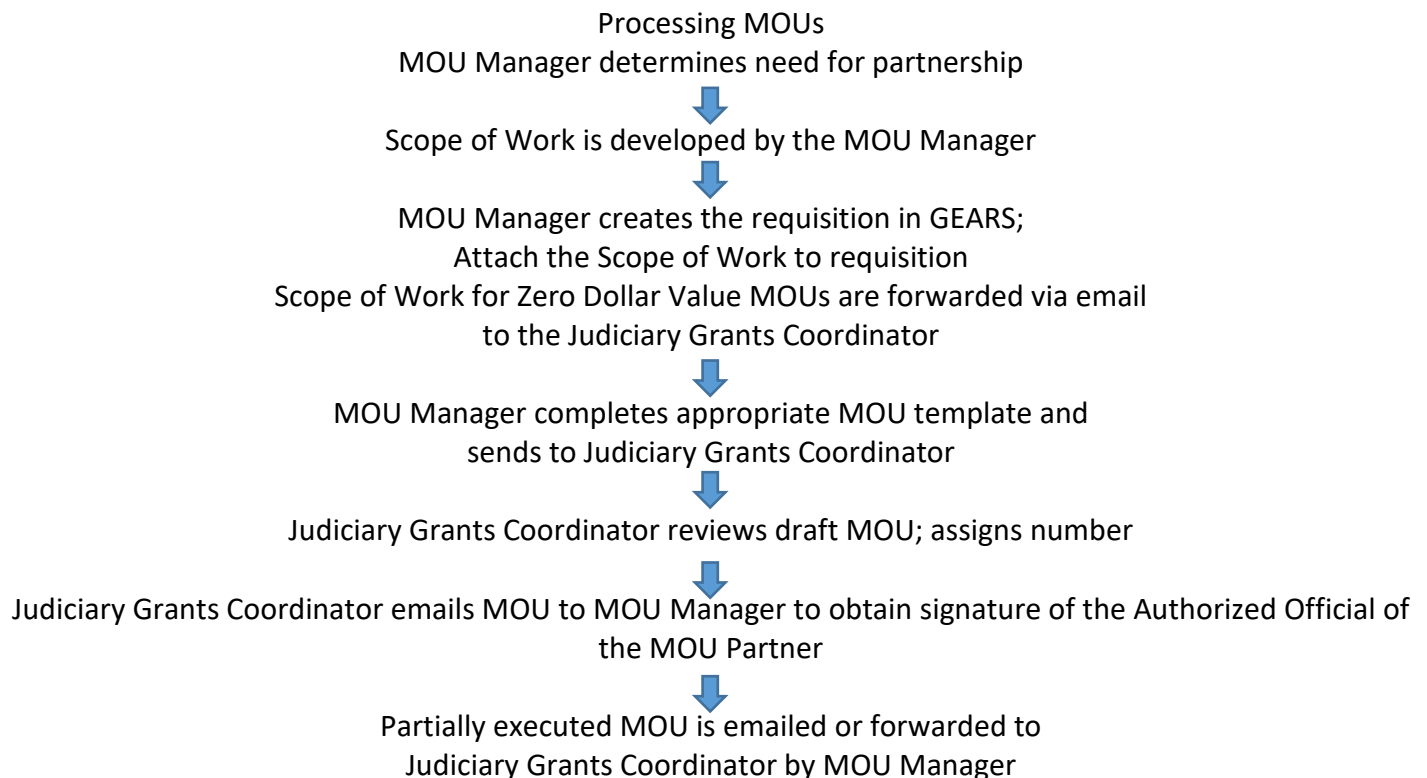 Processing MOUs
MOU Manager determines need for partnership
Scope of Work is developed by the MOU Manager
MOU Manager creates the requisition in GEARS;
Attach the Scope of Work to requisition
Scope of Work for Zero Dollar Value MOUs are forwarded via email
to the Judiciary Grants Coordinator
MOU Manager completes appropriate MOU template and
sends to Judiciary Grants Coordinator
Judiciary Grants Coordinator reviews draft MOU; assigns number
Judiciary Grants Coordinator emails MOU to MOU Manager to obtain signature of the Authorized Official of
the MOU Partner
Partially executed MOU is emailed or forwarded to
Judiciary Grants Coordinator by MOU Manager